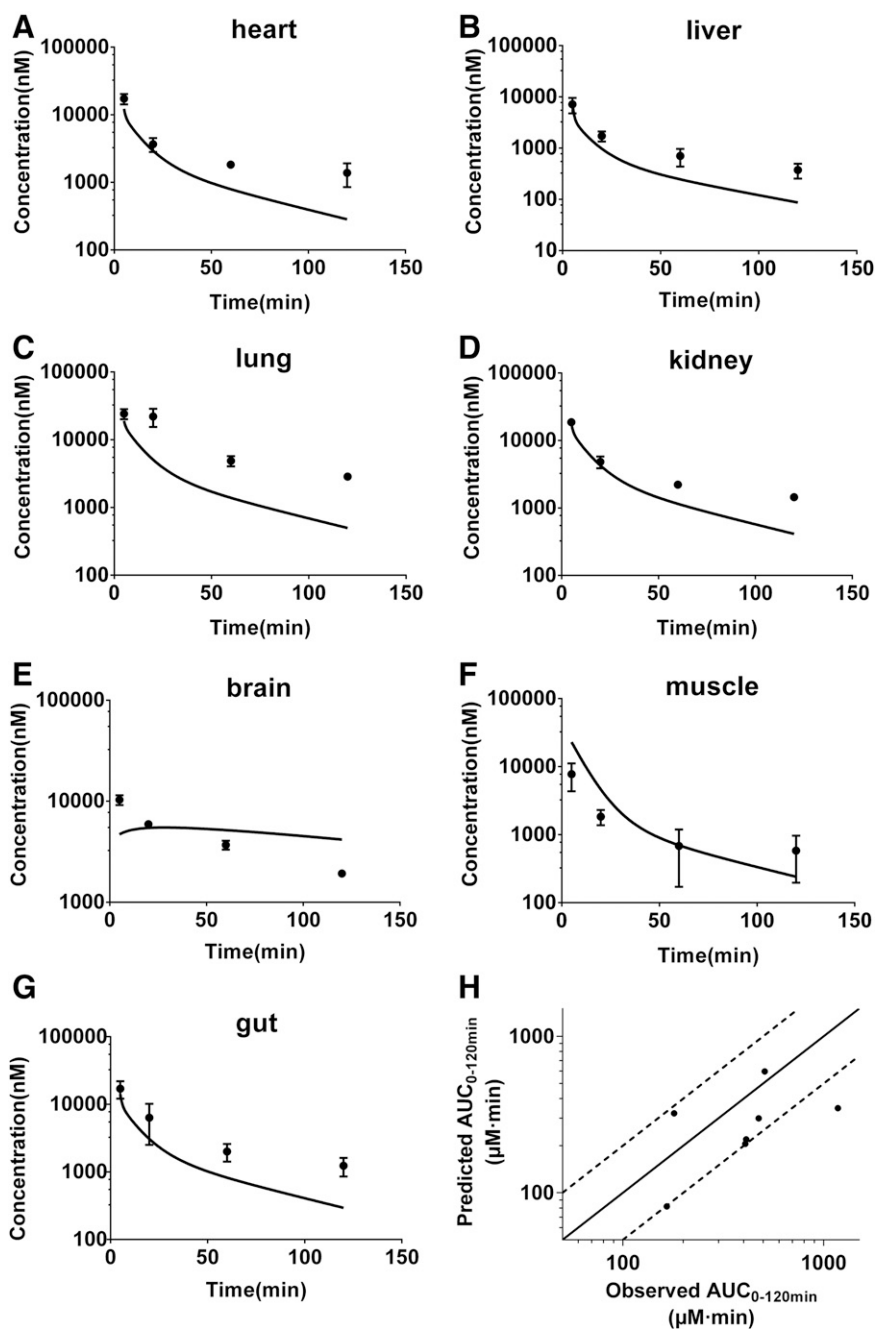 A
heart
Concentration(nM)
100000
10000
1000
100
0
50
100
150
Time(min)
B
liver
Concentration(nM)
100000
10000
1000
100
10
0
50
100
150
Time(min)
C
lung
Concentration(nM)
100000
10000
1000
100
0
50
100
150
Time(min)
D
kidney
Concentration(nM)
100000
10000
1000
100
0
50
100
150
Time(min)
E
brain
Concentration(nM)
100000
10000
1000
0
50
100
150
Time(min)
F
muscle
Concentration(nM)
100000
10000
1000
100
0
50
100
150
Time(min)
G
gut
Concentration(nM)
100000
10000
1000
100
0
50
100
150
Time(min)
H
Predicted AUC0-120min
(μM·min)
1000
100
100
1000
Observed AUC0-120min
(μM·min)